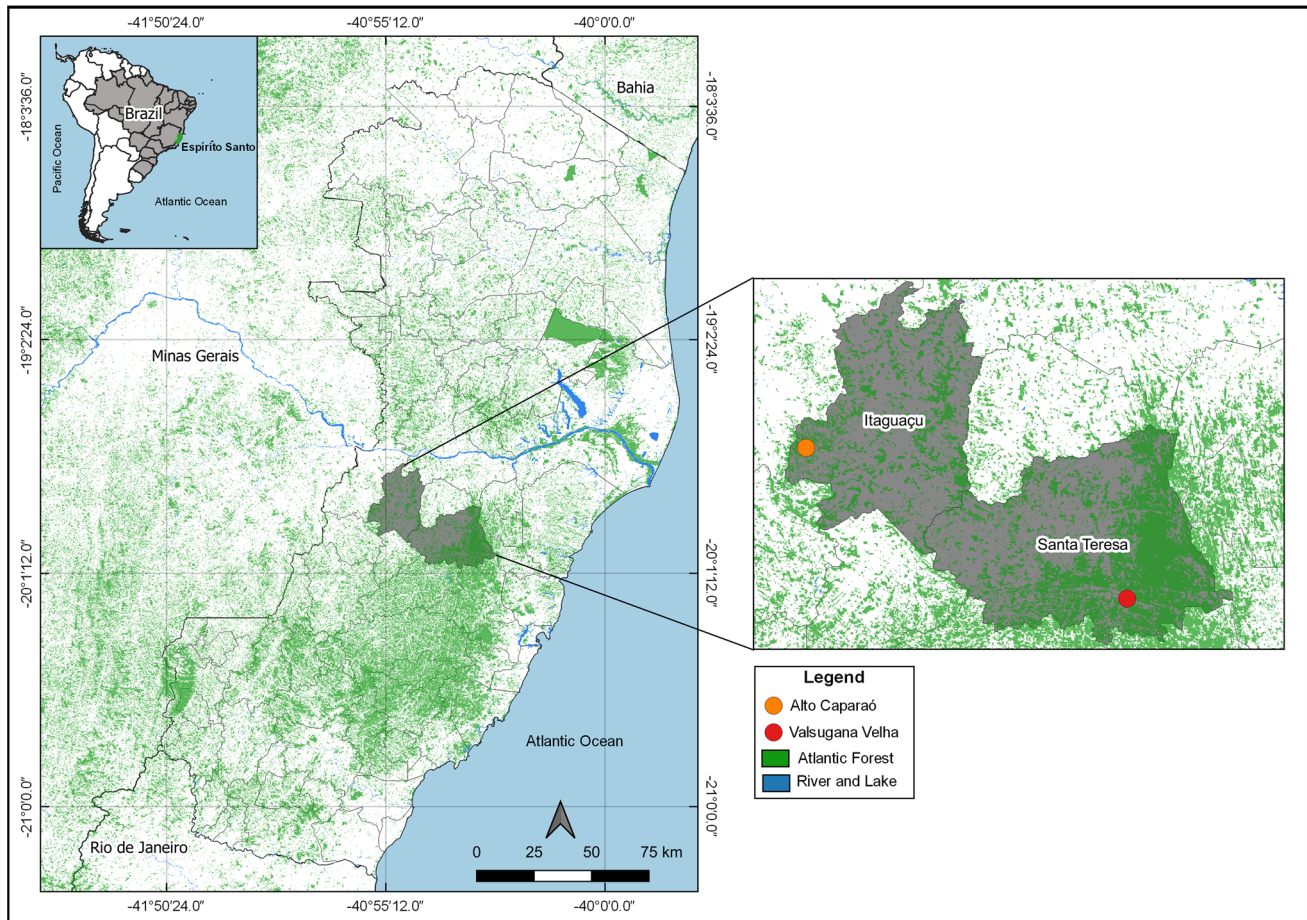 -41°50'24.0"
-40°55'12.0"
-40°0'0.0"
-18°3'36.0"
-18°3'36.0"
Bahia
Brazil
Espiríto Santo
Pacific Ocean
Atlantic Ocean
-19°2'24.0"
-19°2'24.0"
Minas Gerais
Itaguaçu
Santa Teresa
-20°1'12.0"
-20°1'12.0"
Legend
Alto Caparaó
Valsugana Velha
Atlantic Forest
River and Lake
Atlantic Ocean
-21°0'0.0"
-21°0'0.0"
Rio de Janeiro
0 25 50 75 km
-41°50'24.0"
-40°55'12.0"
-40°0'0.0"